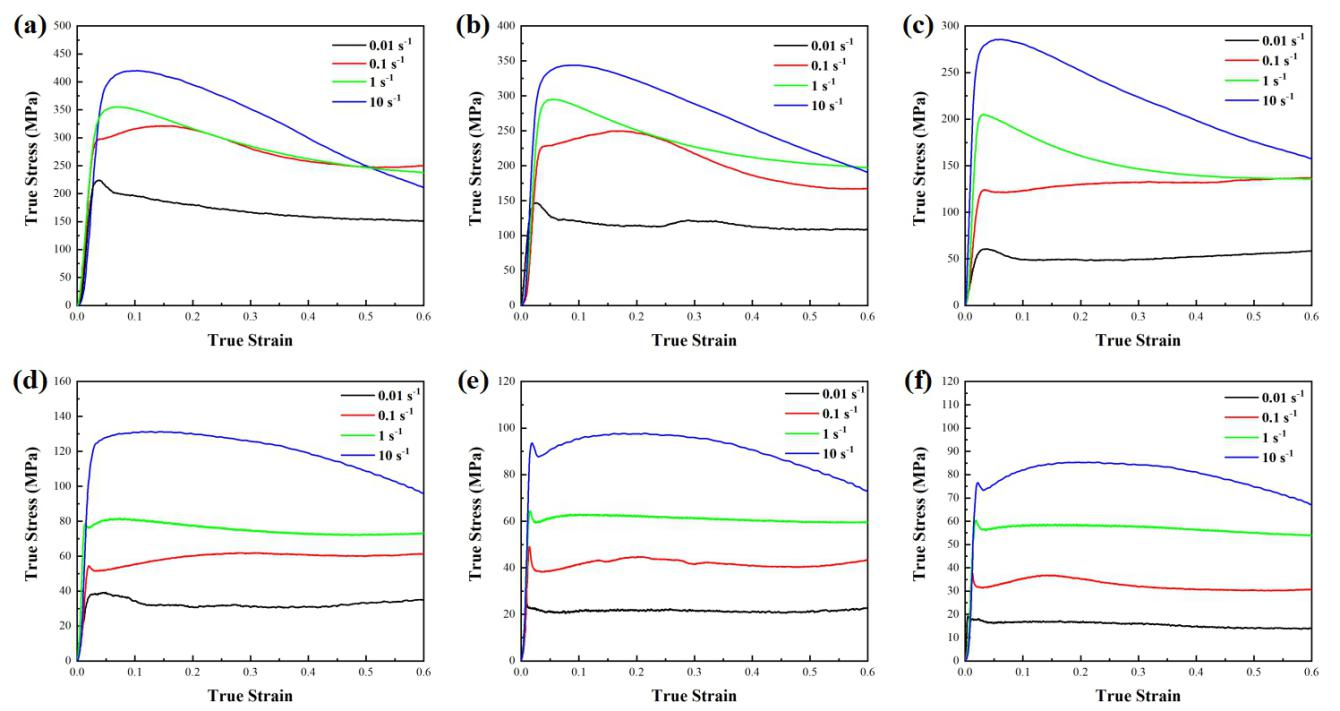 (a)
500
450
400
350
300
250
200
150
100
50
0
0.0 0.1 0.2 0.3 0.4 0.5 0.6
True Stress (MPa)
True Strain
0.01 s⁻¹
0.1 s⁻¹
1 s⁻¹
10 s⁻¹
(b)
400
350
300
250
200
150
100
50
0
0.0 0.1 0.2 0.3 0.4 0.5 0.6
True Stress (MPa)
True Strain
0.01 s⁻¹
0.1 s⁻¹
1 s⁻¹
10 s⁻¹
(c)
300
250
200
150
100
50
0
0.0 0.1 0.2 0.3 0.4 0.5 0.6
True Stress (MPa)
True Strain
0.01 s⁻¹
0.1 s⁻¹
1 s⁻¹
10 s⁻¹
(d)
160
140
120
100
80
60
40
20
0
0.0 0.1 0.2 0.3 0.4 0.5 0.6
True Stress (MPa)
True Strain
0.01 s⁻¹
0.1 s⁻¹
1 s⁻¹
10 s⁻¹
(e)
120
100
80
60
40
20
0
0.0 0.1 0.2 0.3 0.4 0.5 0.6
True Stress (MPa)
True Strain
0.01 s⁻¹
0.1 s⁻¹
1 s⁻¹
10 s⁻¹
(f)
120
110
100
90
80
70
60
50
40
30
20
10
0
0.0 0.1 0.2 0.3 0.4 0.5 0.6
True Stress (MPa)
True Strain
0.01 s⁻¹
0.1 s⁻¹
1 s⁻¹
10 s⁻¹